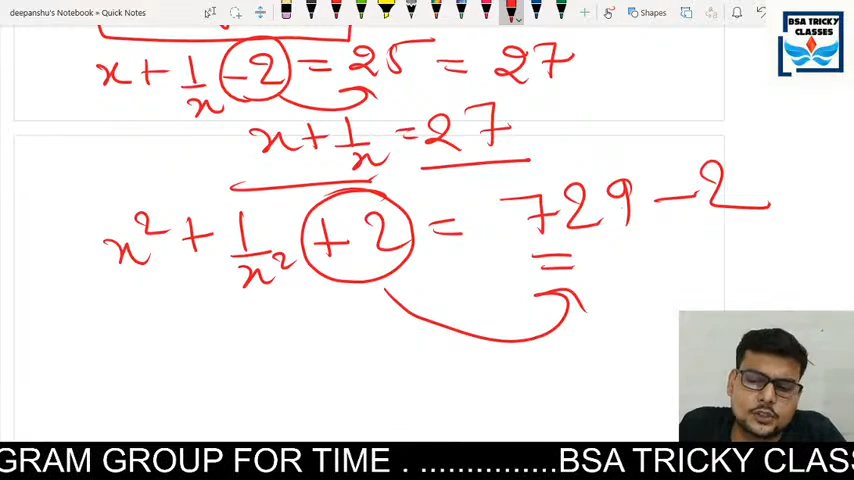 deepanshu's Notebook » Quick Notes
Shapes
BSA TRICKY
CLASSES
x + 1/x - 2 = 25 = 27
x + 1/x = 27
x² + 1/x² + 2 = 729 - 2
GRAM GROUP FOR TIME . ................BSA TRICKY CLAS